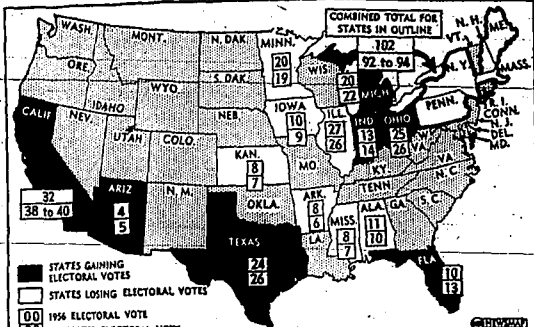 WASH.
MONT.
N. DAK.
MINN.
20
19
COMBINED TOTAL FOR
STATES IN OUTLINE
102
92 to 94
N. H.
VT.
ME.
N. Y.
MASS.
R. I.
CONN.
N. J.
DEL.
MD.
ORE.
IDAHO
WYO.
S. DAK.
WIS.
20
22
MICH
CALIF
NEV.
UTAH
COLO.
NEB.
IOWA
10
9
ILL.
27
26
IND
13
14
OHIO
25
26
PENN.
W.
VA.
VA.
32
38 to 40
ARIZ
4
5
N. M.
KAN.
8
7
OKLA.
MO.
KY.
TENN
N. C.
S. C.
ARK.
8
6
LA.
MISS.
8
7
ALA.
11
10
GA.
TEXAS
24
26
FLA
10
13
STATES GAINING
ELECTORAL VOTES
STATES LOSING ELECTORAL VOTES
00 1956 ELECTORAL VOTE
NEWSMAP